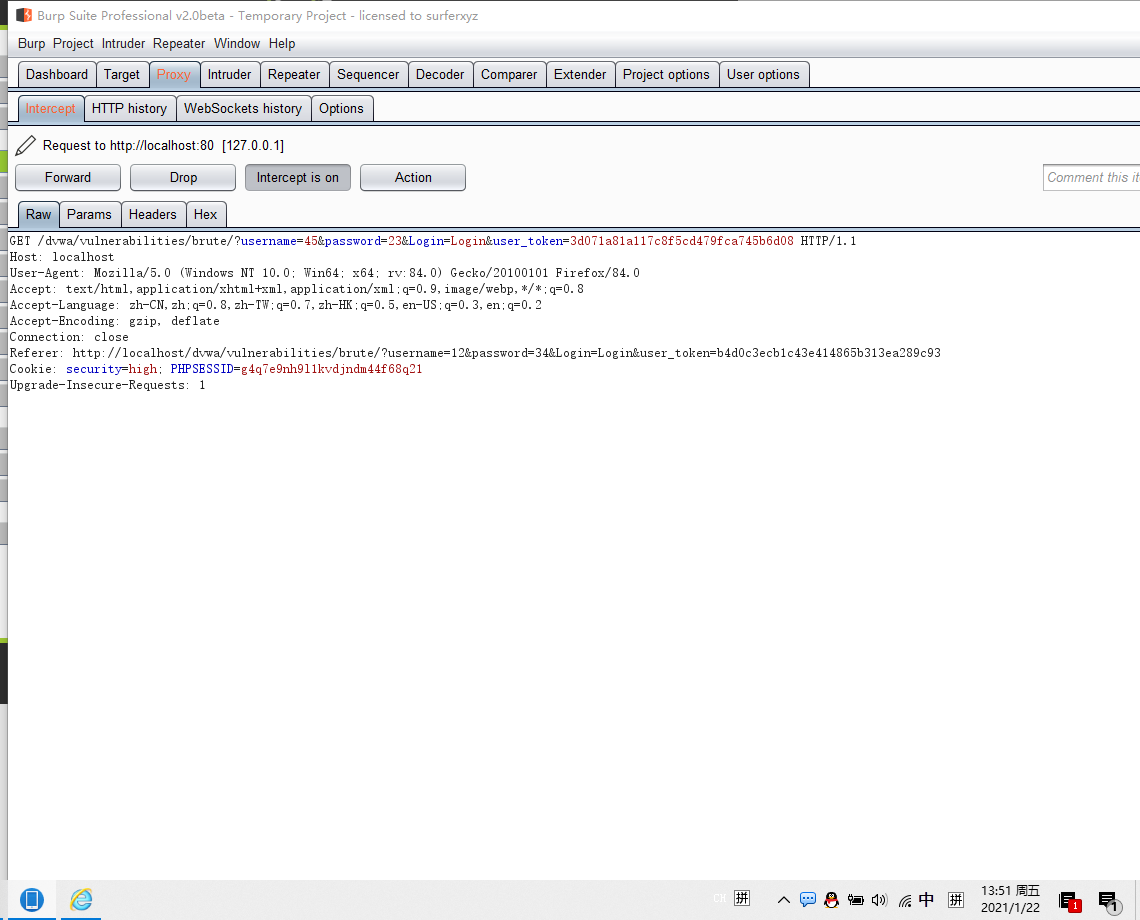 Burp Suite Professional v2.0beta - Temporary Project - licensed to surferxyz
Burp Project Intruder Repeater Window Help
Dashboard Target Proxy Intruder Repeater Sequencer Decoder Comparer Extender Project options User options
Intercept HTTP history WebSockets history Options
Request to http://localhost:80 [127.0.0.1]
Forward Drop Intercept is on Action Comment this it
Raw Params Headers Hex
GET /dvwa/vulnerabilities/brute/?username=45&password=23&Login=Login&user_token=3d071a81a117c8f5cd479fca745b6d08 HTTP/1.1
Host: localhost
User-Agent: Mozilla/5.0 (Windows NT 10.0; Win64; x64; rv:84.0) Gecko/20100101 Firefox/84.0
Accept: text/html,application/xhtml+xml,application/xml;q=0.9,image/webp,*/*;q=0.8
Accept-Language: zh-CN,zh;q=0.8,zh-TW;q=0.7,zh-HK;q=0.5,en-US;q=0.3,en;q=0.2
Accept-Encoding: gzip, deflate
Connection: close
Referer: http://localhost/dvwa/vulnerabilities/brute/?username=12&password=34&Login=Login&user_token=b4d0c3ecb1c43e414865b313ea289c93
Cookie: security=high; PHPSESSID=g4q7e9nh9l1kvdjndm44f68q21
Upgrade-Insecure-Requests: 1
CH 拼 中 拼 13:51 周五 1 1
2021/1/22